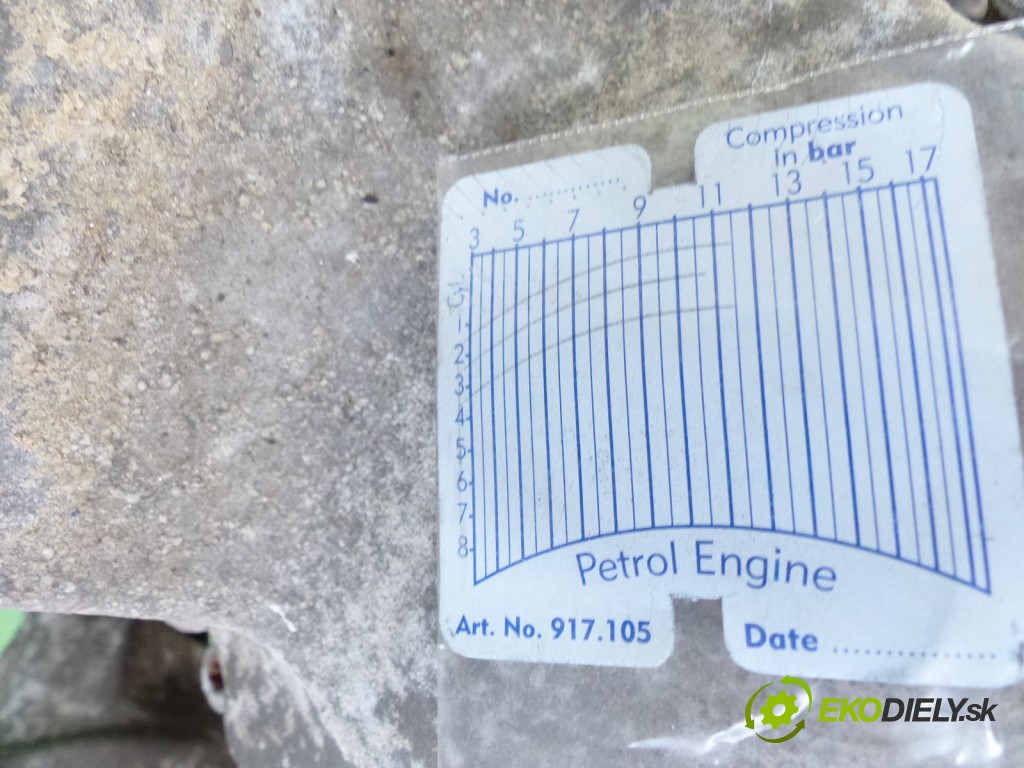 No. ..............
Compression
in bar
3 5 7 9 11 13 15 17
Cyl.
1
2
3
4
5
6
7
8
Petrol Engine
Art. No. 917.105
Date ................
EKODIELY.sk